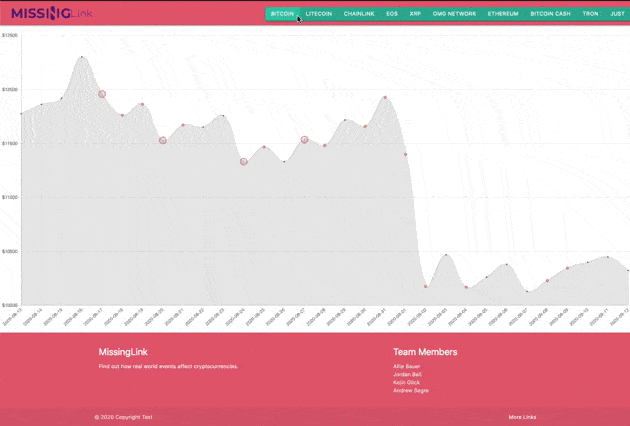 MISSINGLink
BITCOIN LITECOIN CHAINLINK EOS XRP OMG NETWORK ETHEREUM BITCOIN CASH TRON JUST
$12500
$11000
2020-08-13 2020-08-14 2020-08-15 2020-08-16 2020-08-17 2020-08-18 2020-08-19 2020-08-20 2020-08-21 2020-08-22 2020-08-23 2020-08-24 2020-08-25 2020-08-26 2020-08-27 2020-08-28 2020-08-29 2020-08-30 2020-08-31 2020-09-01 2020-09-02 2020-09-03 2020-09-04 2020-09-05 2020-09-06 2020-09-07 2020-09-08 2020-09-09 2020-09-10 2020-09-11 2020-09-12
MissingLink
Find out how real world events affect cryptocurrencies.
Team Members
Allie Bauer
Jordan Bell
Kejin Glick
Andrew Segre
© 2020 Copyright Text
More Links